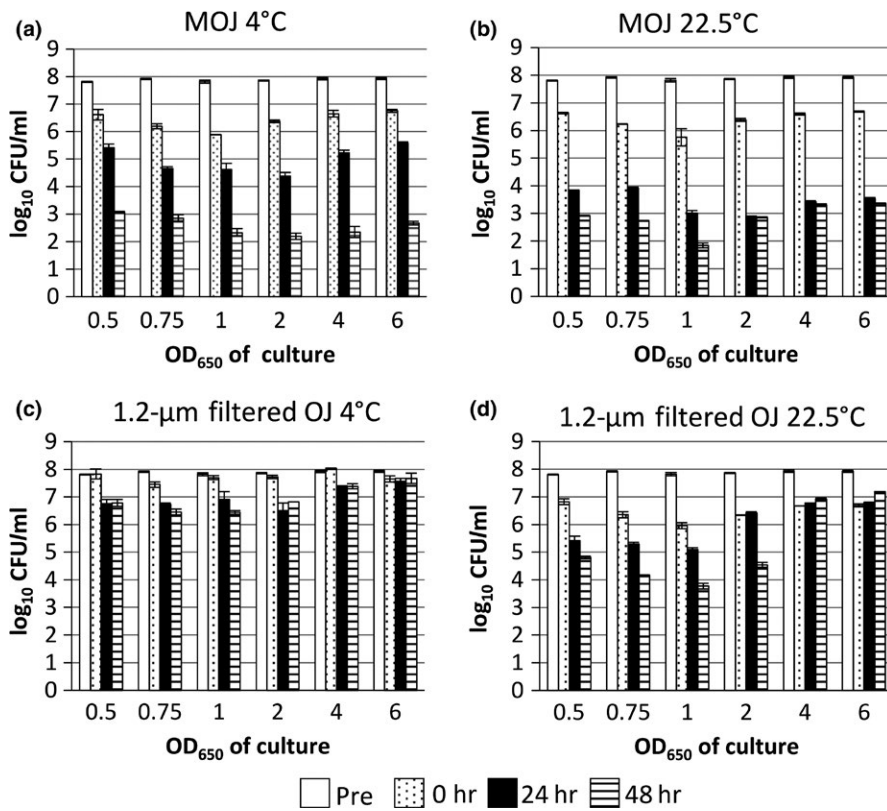 (a) MOJ 4°C
log₁₀ CFU/ml
9
8
7
6
5
4
3
2
1
0
0.5 0.75 1 2 4 6
OD₆₅₀ of culture
(b) MOJ 22.5°C
log₁₀ CFU/ml
9
8
7
6
5
4
3
2
1
0
0.5 0.75 1 2 4 6
OD₆₅₀ of culture
(c) 1.2-µm filtered OJ 4°C
log₁₀ CFU/ml
9
8
7
6
5
4
3
2
1
0
0.5 0.75 1 2 4 6
OD₆₅₀ of culture
(d) 1.2-µm filtered OJ 22.5°C
log₁₀ CFU/ml
9
8
7
6
5
4
3
2
1
0
0.5 0.75 1 2 4 6
OD₆₅₀ of culture
Pre 0 hr 24 hr 48 hr